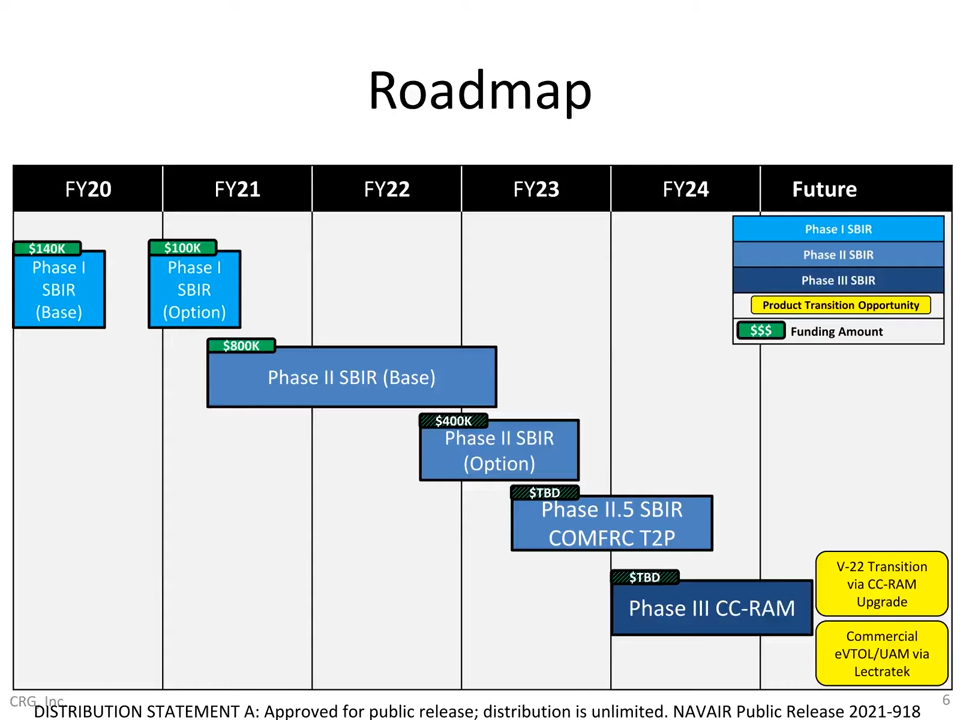 Roadmap
FY20 FY21 FY22 FY23 FY24 Future
Phase I SBIR
Phase II SBIR
Phase III SBIR
Product Transition Opportunity
$$$ Funding Amount
$140K
Phase I
SBIR
(Base)
$100K
Phase I
SBIR
(Option)
$800K
Phase II SBIR (Base)
$400K
Phase II SBIR
(Option)
$TBD
Phase II.5 SBIR
COMFRC T2P
$TBD
Phase III CC-RAM
V-22 Transition
via CC-RAM
Upgrade
Commercial
eVTOL/UAM via
Lectratek
CRG, Inc.
6
DISTRIBUTION STATEMENT A: Approved for public release; distribution is unlimited. NAVAIR Public Release 2021-918